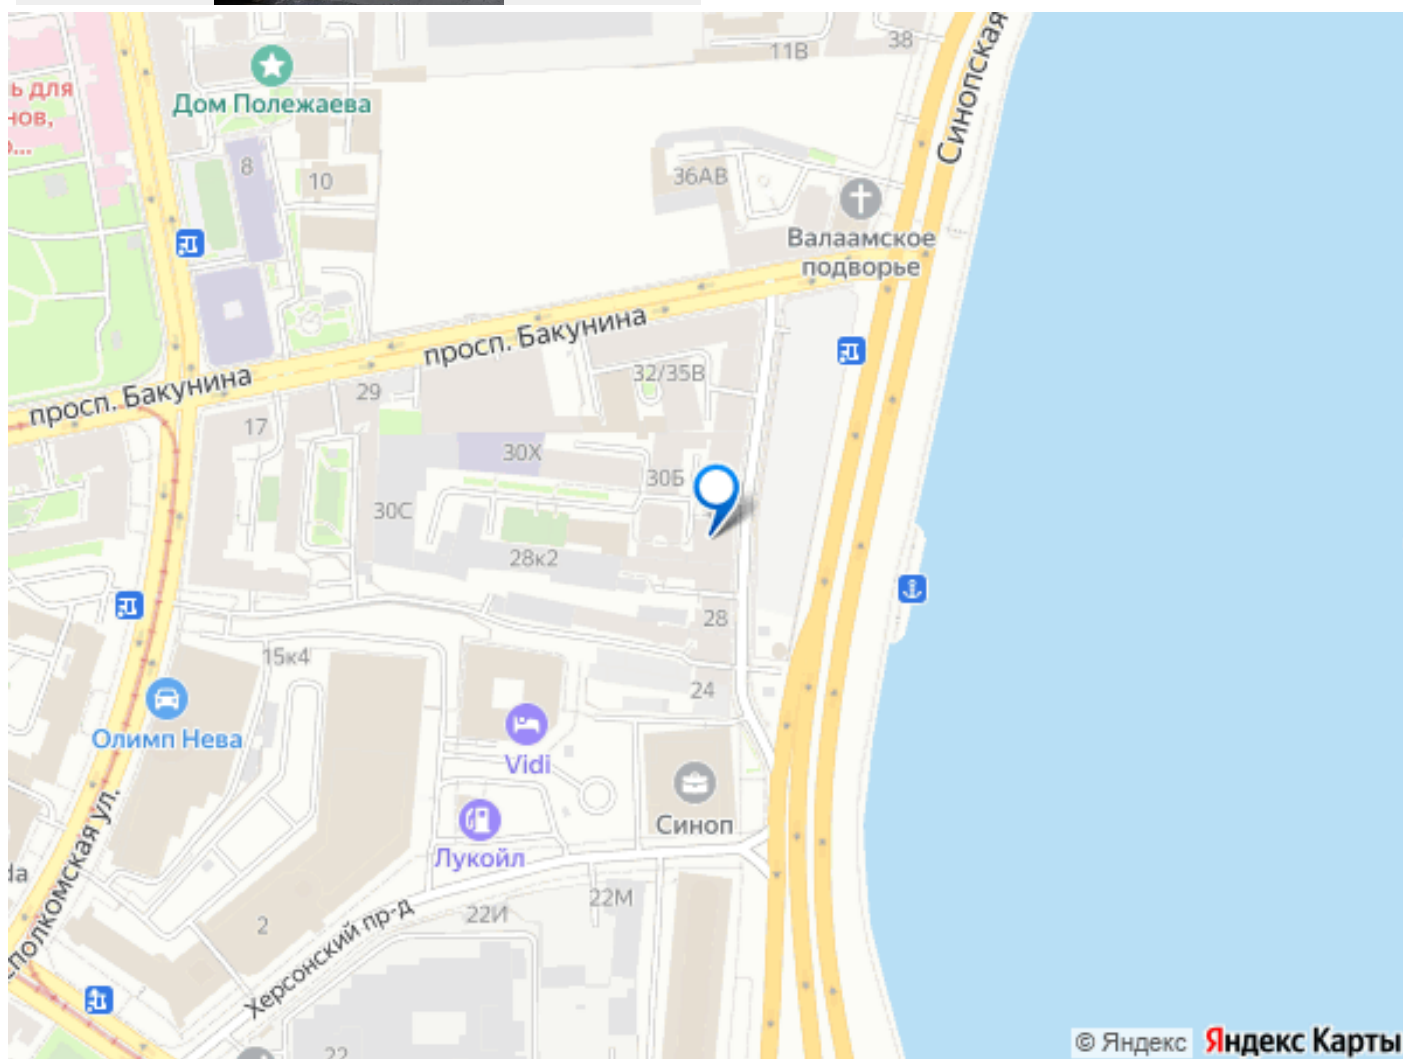 38
11В
Синопская
ь для
нов,
Дом Полежаева
8
10
36АВ
Валаамское
подворье
просп. Бакунина
просп. Бакунина
32/35В
29
17
30Х
30Б
30С
28к2
28
15к4
24
Олимп Нева
Vidi
Синоп
Лукойл
da
сполкомская ул.
2
Херсонский пр-д
22И
22М
22
© Яндекс Яндекс Карты